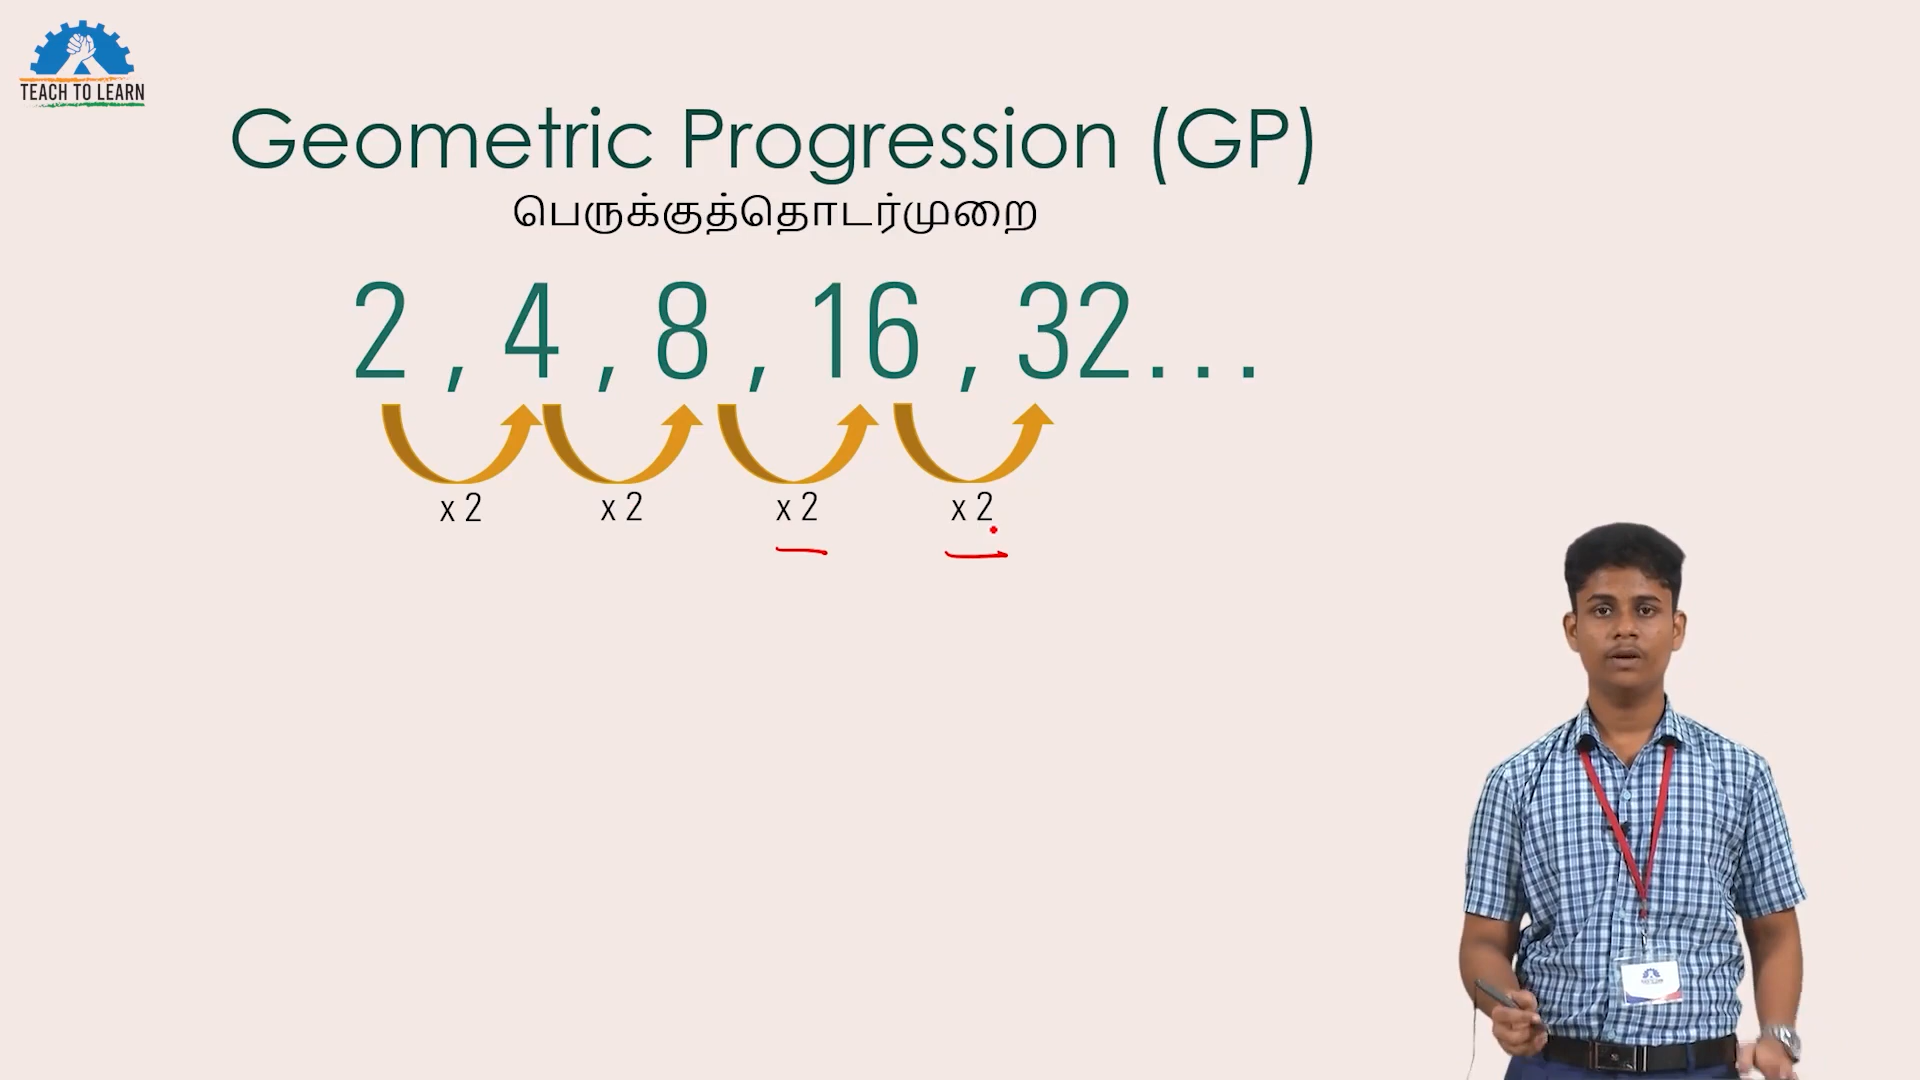 TEACH TO LEARN
Geometric Progression (GP)
பெருக்குத்தொடர்முறை
2 , 4 , 8 , 16 , 32...
x 2 x 2 x 2 x 2